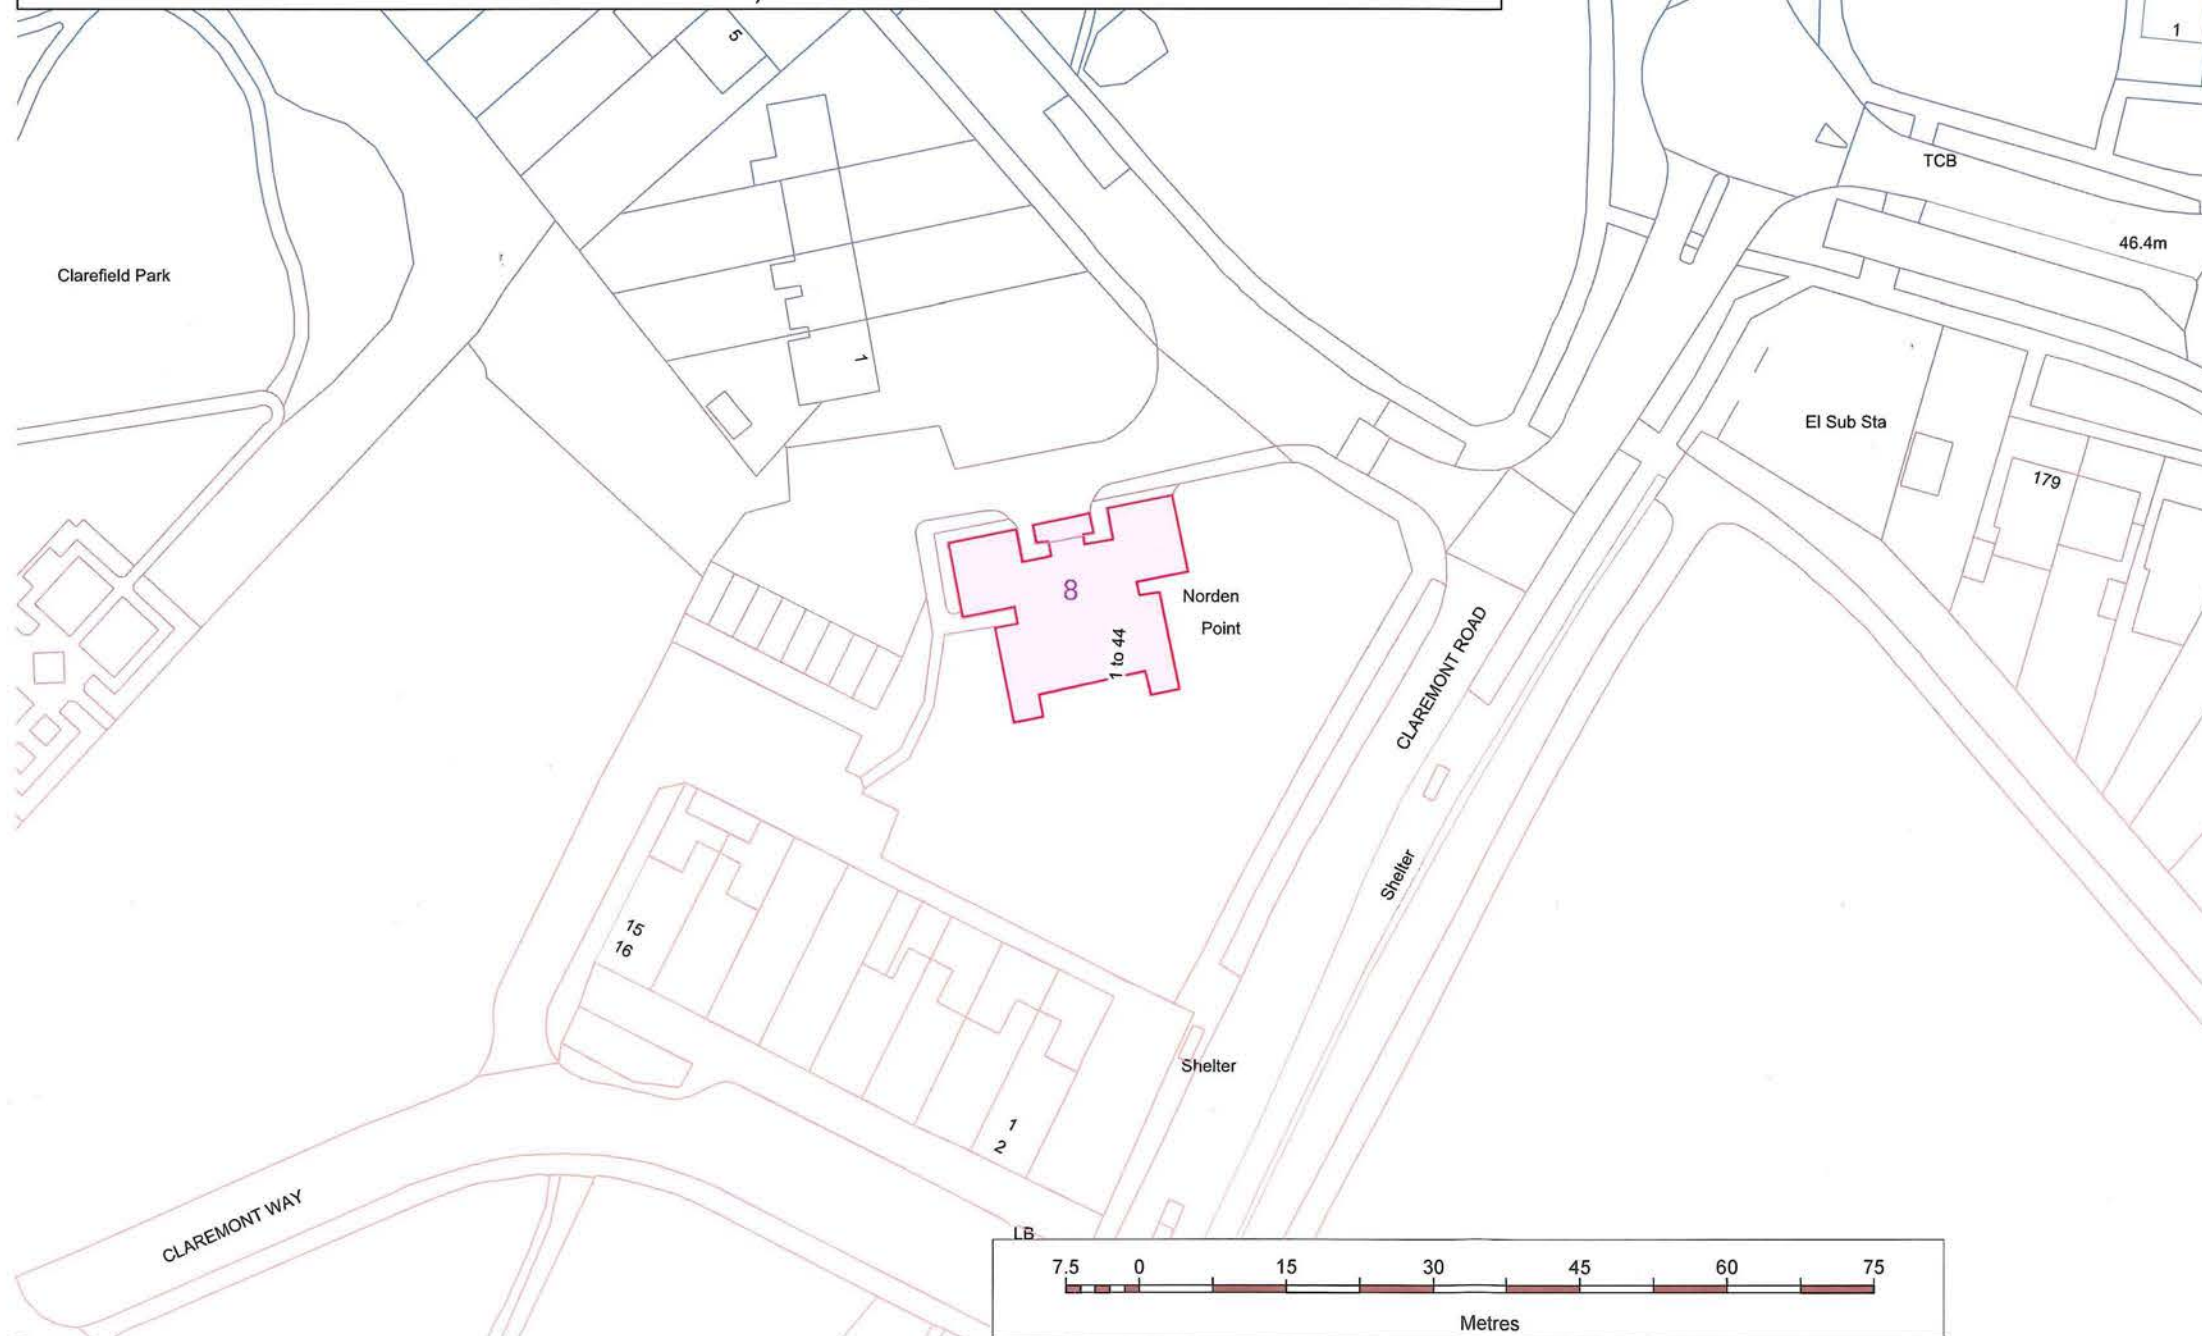 5
1
TCB
46.4m
Clarefield Park
1
El Sub Sta
179
8
Norden
Point
1 to 44
CLAREMONT ROAD
Shelter
15
16
Shelter
1
2
CLAREMONT WAY
LB
7.5 0 15 30 45 60 75
Metres